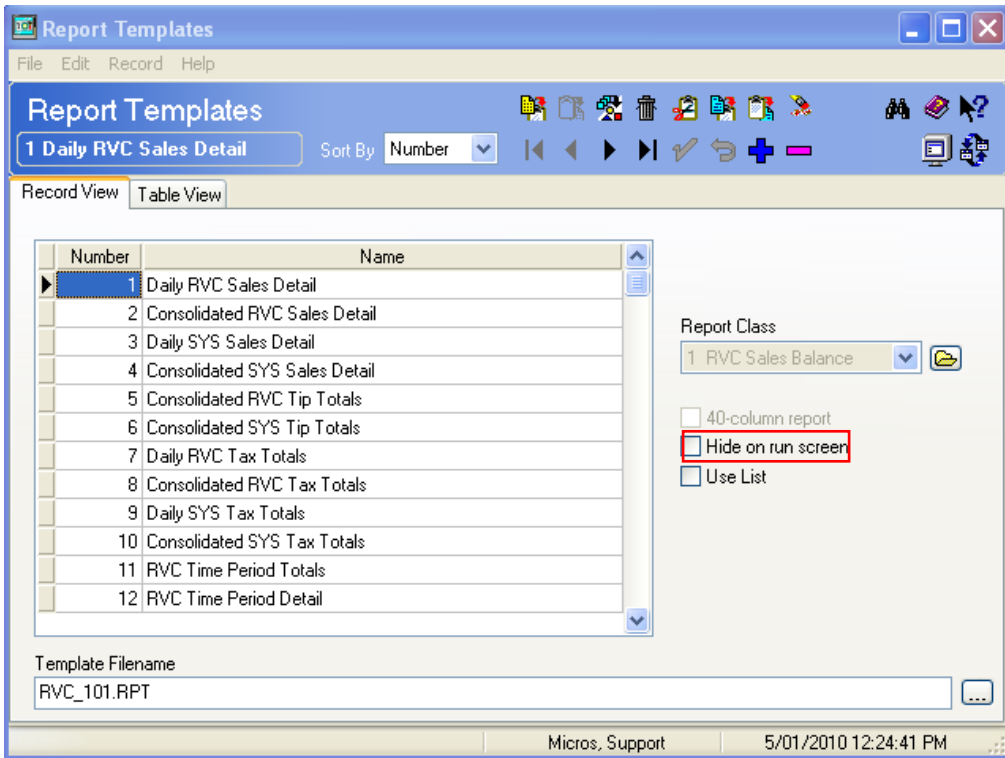 Report Templates
File Edit Record Help
Report Templates
1 Daily RVC Sales Detail
Sort By Number
Record View Table View
Number Name
1 Daily RVC Sales Detail
2 Consolidated RVC Sales Detail
3 Daily SYS Sales Detail
4 Consolidated SYS Sales Detail
5 Consolidated RVC Tip Totals
6 Consolidated SYS Tip Totals
7 Daily RVC Tax Totals
8 Consolidated RVC Tax Totals
9 Daily SYS Tax Totals
10 Consolidated SYS Tax Totals
11 RVC Time Period Totals
12 RVC Time Period Detail
Report Class
1 RVC Sales Balance
40-column report
Hide on run screen
Use List
Template Filename
RVC_101.RPT
...
Micros, Support 5/01/2010 12:24:41 PM